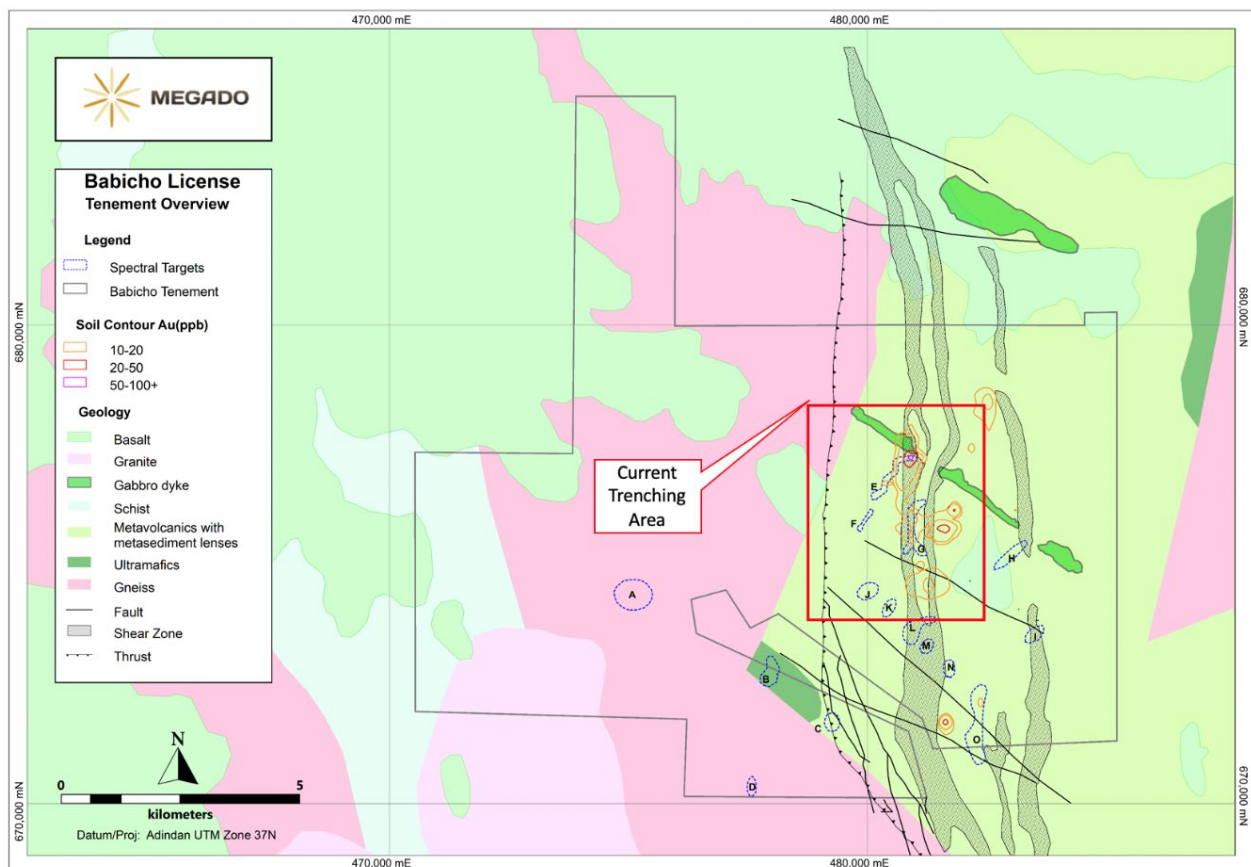 470,000 mE
480,000 mE
MEGADO
Babicho License
Tenement Overview
Legend
Spectral Targets
Babicho Tenement
Soil Contour Au(ppb)
10-20
20-50
50-100+
Geology
Basalt
Granite
Gabbro dyke
Schist
Metavolcanics with
metasediment lenses
Ultramafics
Gneiss
Fault
Shear Zone
Thrust
N
0
5
kilometers
Datum/Proj: Adindan UTM Zone 37N
680,000 mN
680,000 mN
670,000 mN
670,000 mN
Current
Trenching
Area
E
F
G
H
A
J
K
L
I
M
B
N
C
O
D
470,000 mE
480,000 mE